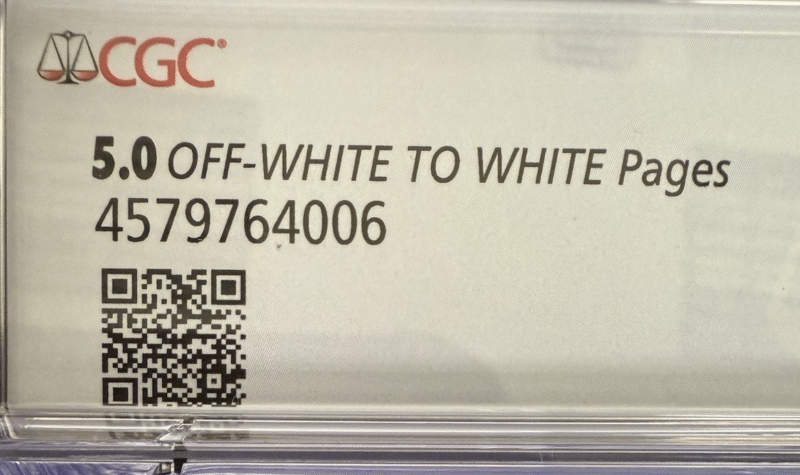 CGC®
5.0 OFF-WHITE TO WHITE Pages
4579764006